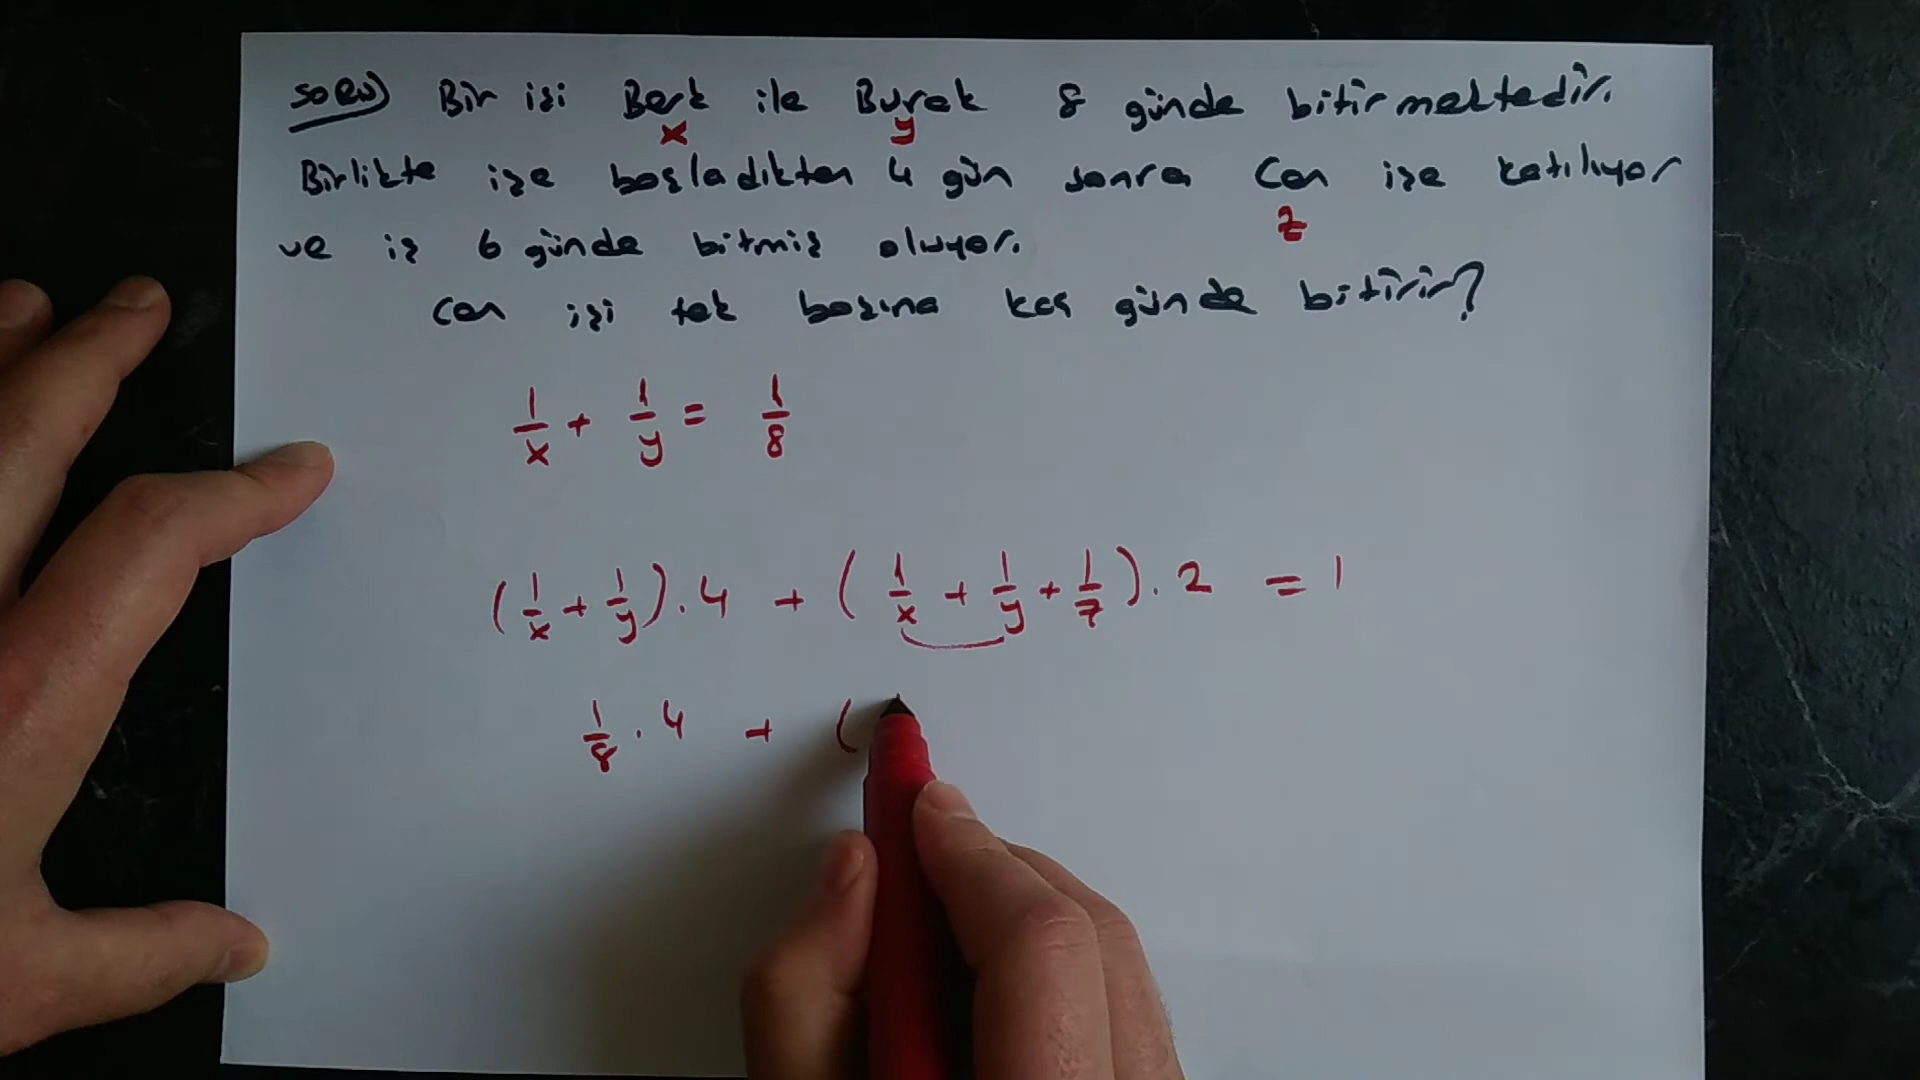 soru) Bir işi Berk ile Burak 8 günde bitirmektedir.
x y
Birlikte işe başladıktan 4 gün sonra Can işe katılıyor
z
ve iş 6 günde bitmiş oluyor.
Can işi tek başına kaç günde bitirir?
1/x + 1/y = 1/8
(1/x + 1/y) . 4 + (1/x + 1/y + 1/z) . 2 = 1
1/8 . 4 + (